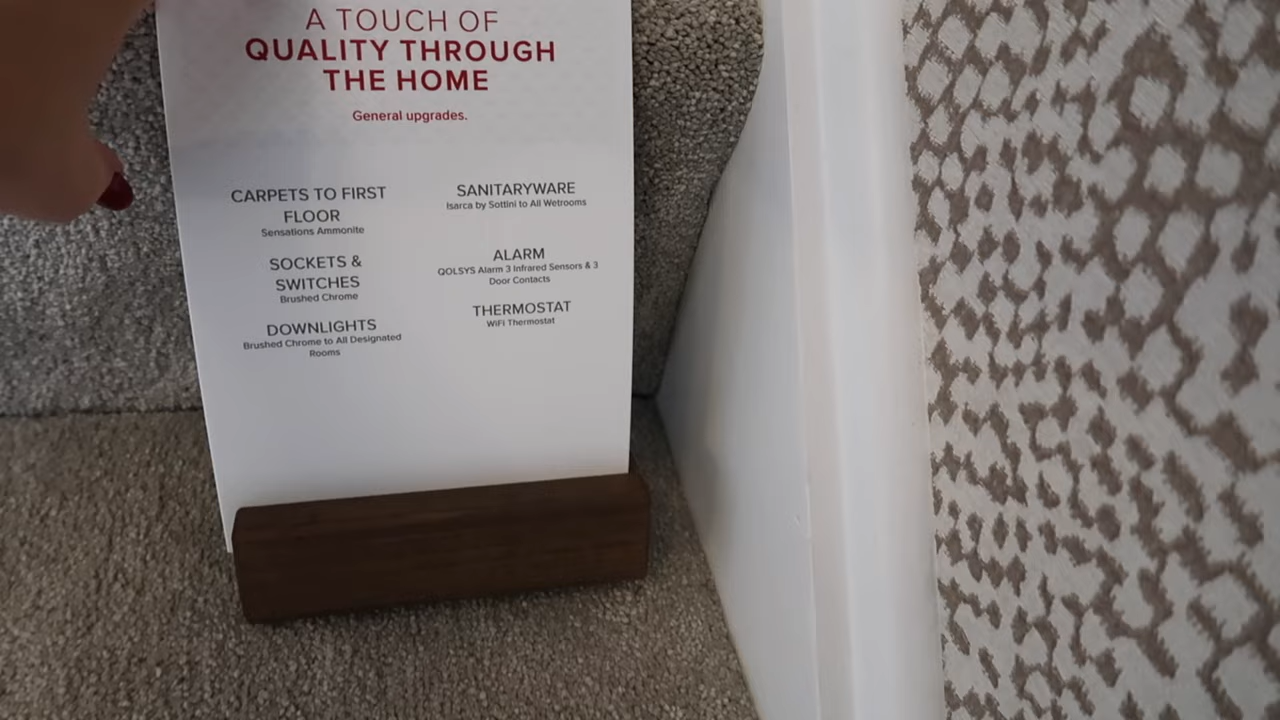 A TOUCH OF
QUALITY THROUGH
THE HOME
General upgrades.
CARPETS TO FIRST
FLOOR
Sensations Ammonite
SOCKETS &
SWITCHES
Brushed Chrome
DOWNLIGHTS
Brushed Chrome to All Designated
Rooms
SANITARYWARE
Isarca by Sottini to All Wetrooms
ALARM
QOLSYS Alarm 3 Infrared Sensors & 3
Door Contacts
THERMOSTAT
WiFi Thermostat